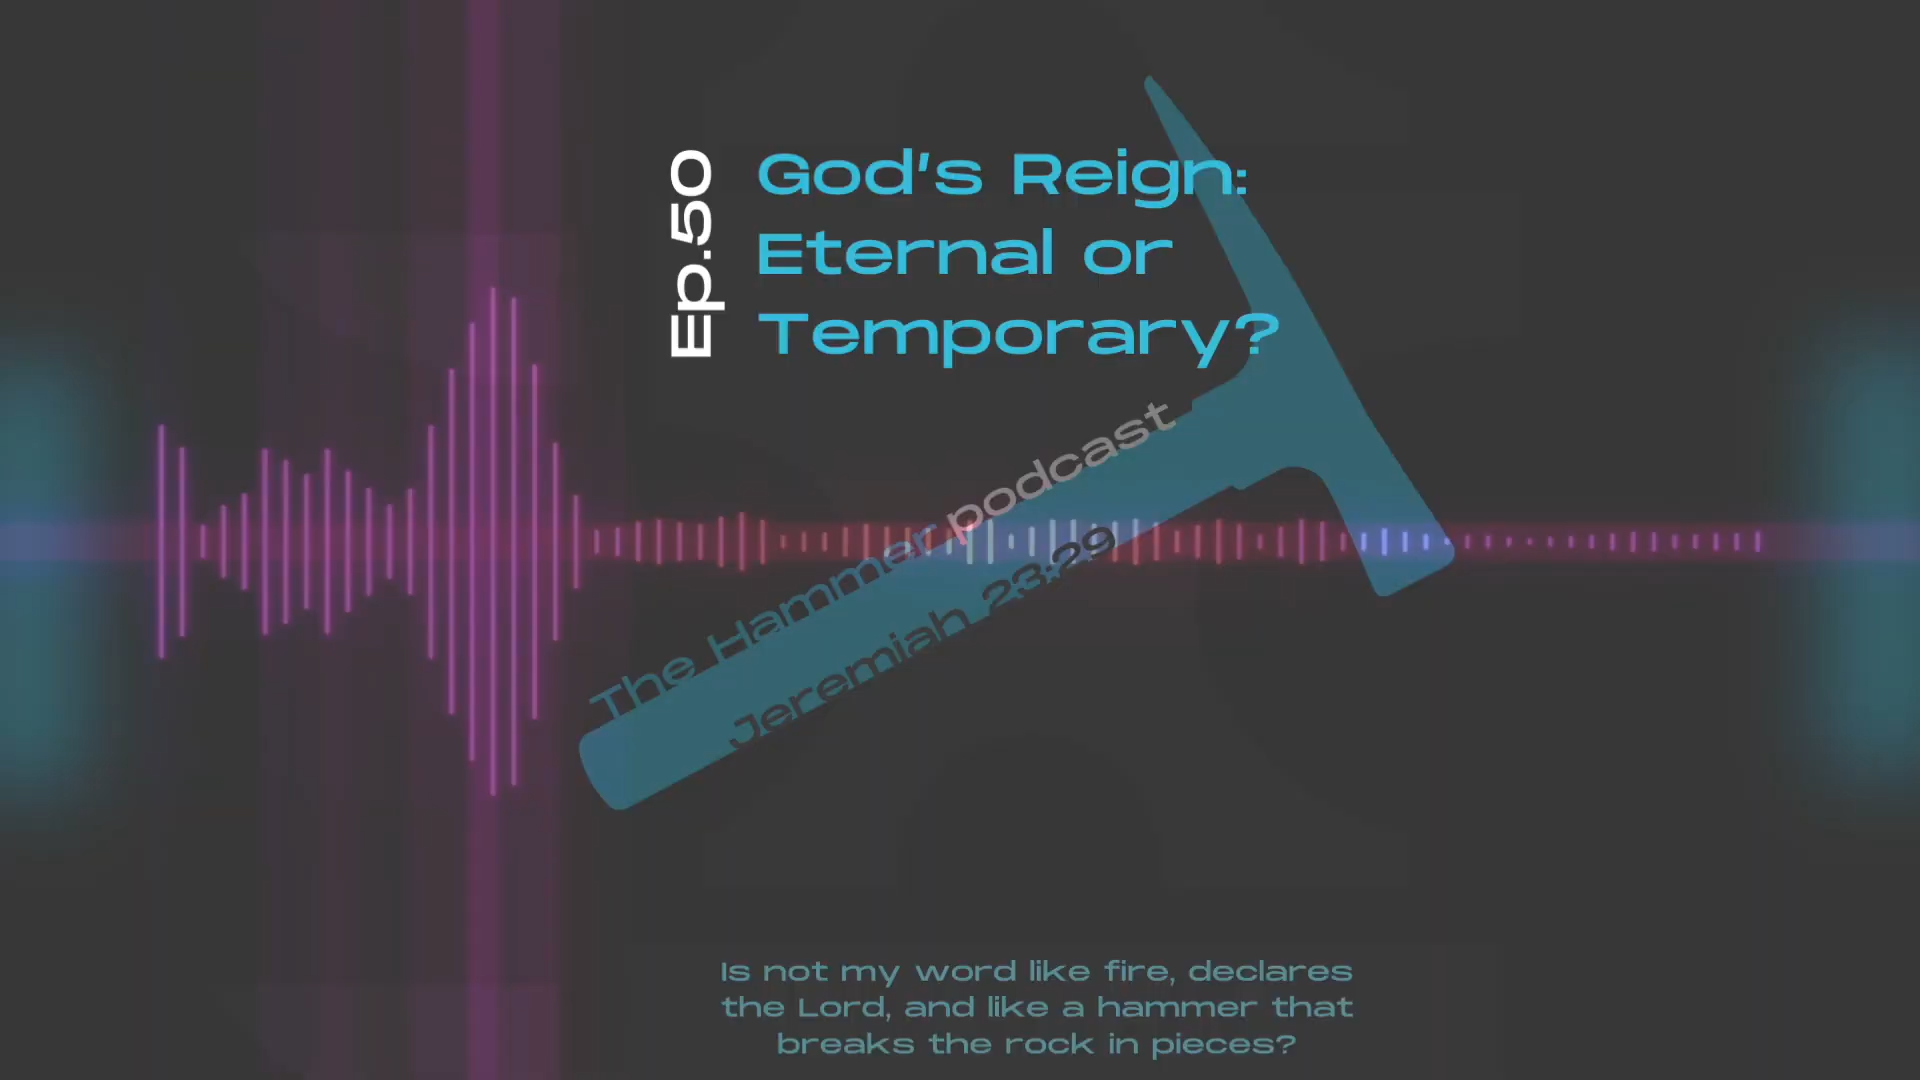 Ep.50
God's Reign:
Eternal or
Temporary?
The Hammer podcast
Jeremiah 23:29
Is not my word like fire, declares
the Lord, and like a hammer that
breaks the rock in pieces?